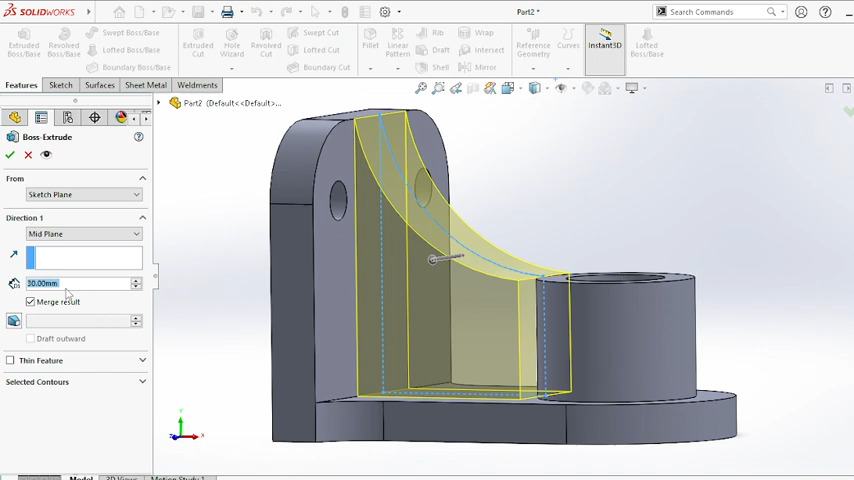 SOLIDWORKS
Part2 *
Search Commands
Extruded Boss/Base
Revolved Boss/Base
Swept Boss/Base
Lofted Boss/Base
Boundary Boss/Base
Extruded Cut
Hole Wizard
Revolved Cut
Swept Cut
Lofted Cut
Boundary Cut
Fillet
Linear Pattern
Rib
Draft
Shell
Wrap
Intersect
Mirror
Reference Geometry
Curves
Instant3D
Lofted Boss/Base
Features
Sketch
Surfaces
Sheet Metal
Weldments
Part2 (Default<<Default>...
Boss-Extrude
From
Sketch Plane
Direction 1
Mid Plane
30.00mm
Merge result
Draft outward
Thin Feature
Selected Contours
Y
Z
X
Model
3D Views
Motion Study 1